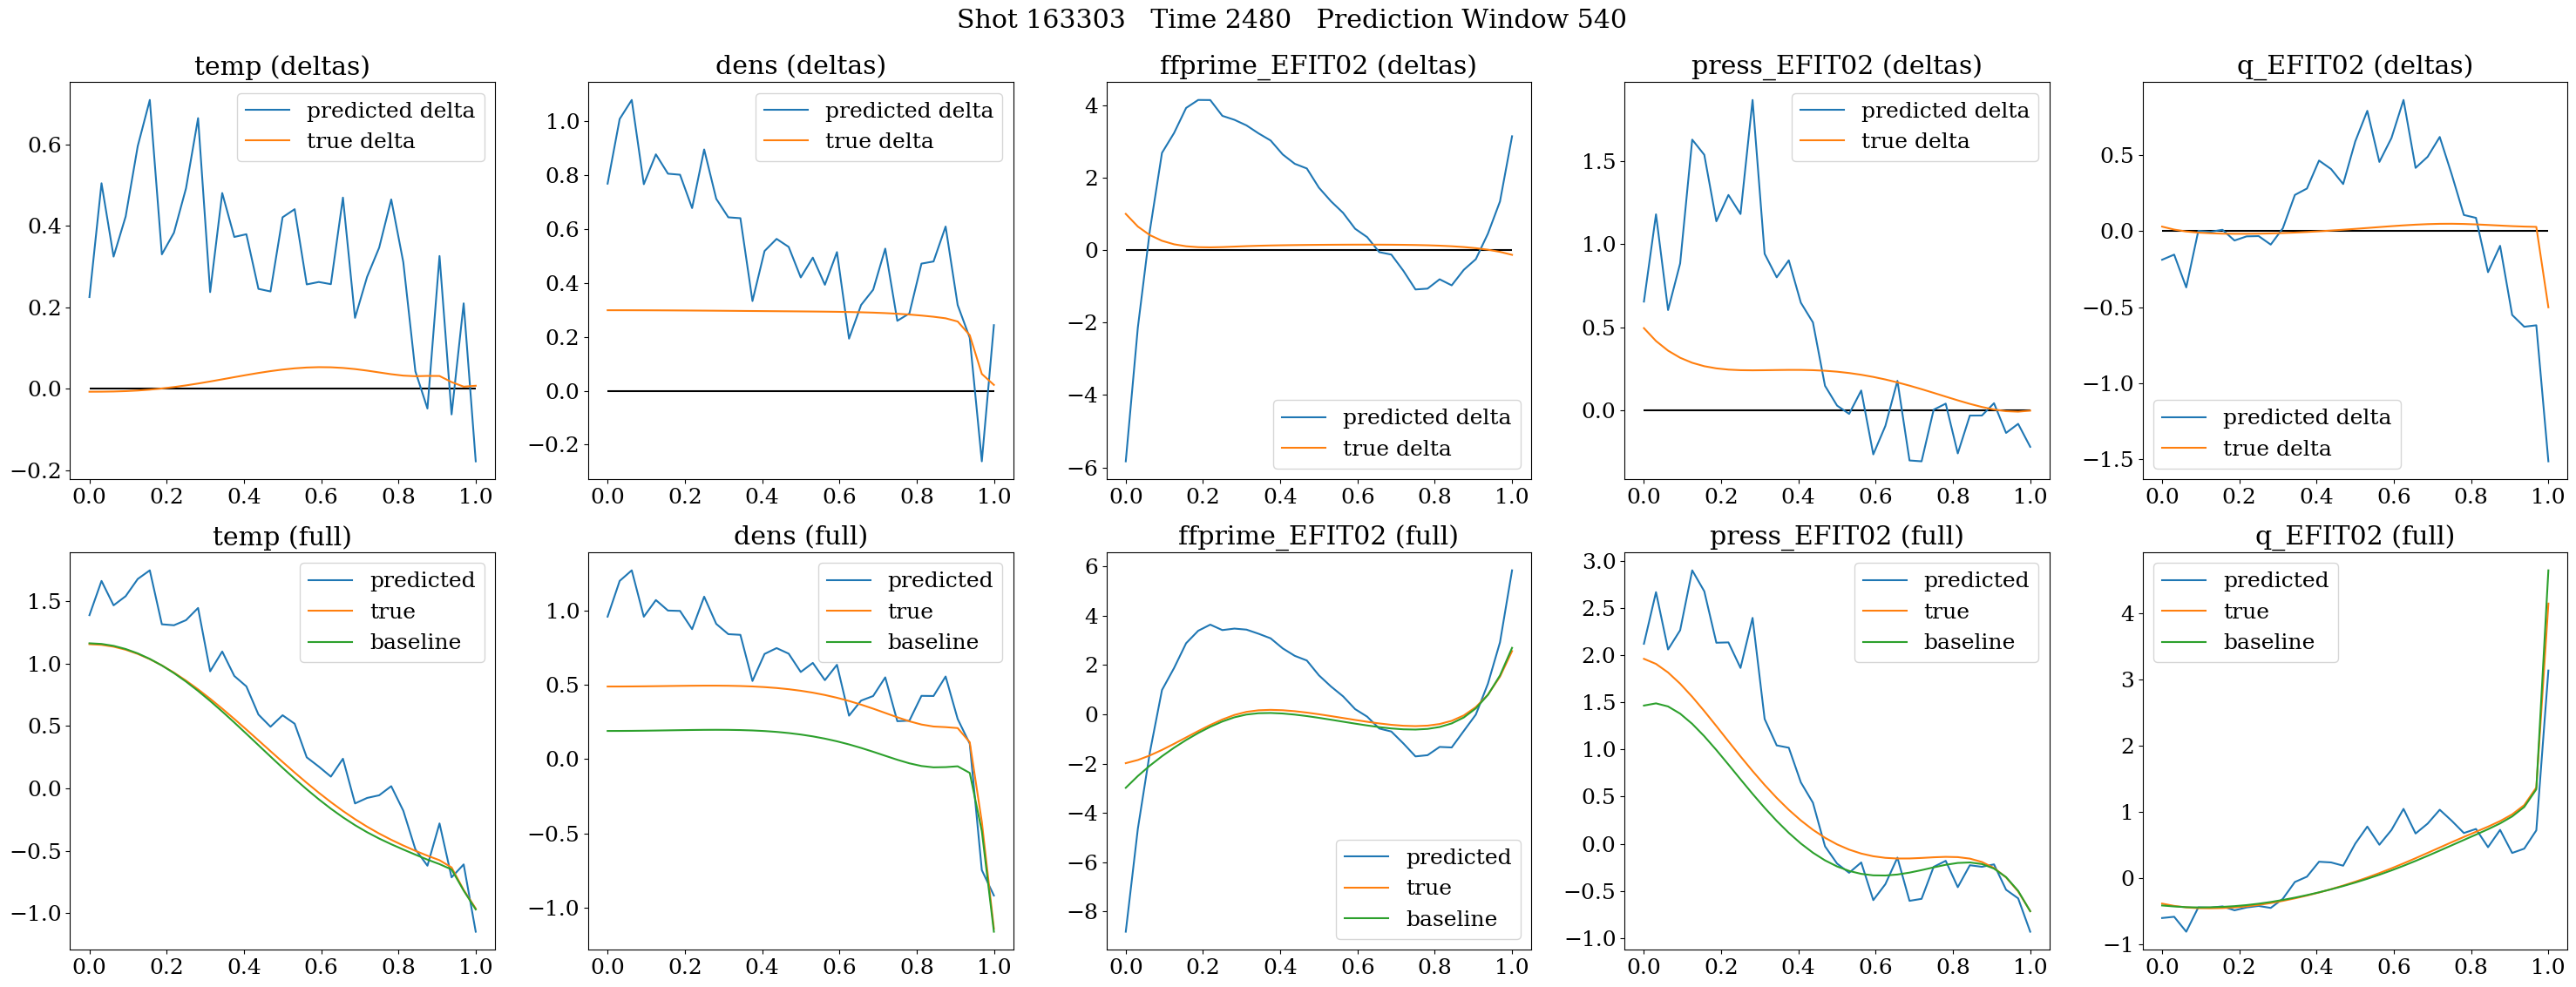 Shot 163303   Time 2480   Prediction Window 540
temp (deltas)
predicted delta
true delta
0.6
0.4
0.2
0.0
−0.2
0.0 0.2 0.4 0.6 0.8 1.0
dens (deltas)
predicted delta
true delta
1.0
0.8
0.6
0.4
0.2
0.0
−0.2
0.0 0.2 0.4 0.6 0.8 1.0
ffprime_EFIT02 (deltas)
4
2
0
−2
−4
−6
predicted delta
true delta
0.0 0.2 0.4 0.6 0.8 1.0
press_EFIT02 (deltas)
predicted delta
true delta
1.5
1.0
0.5
0.0
0.0 0.2 0.4 0.6 0.8 1.0
q_EFIT02 (deltas)
0.5
0.0
−0.5
−1.0
−1.5
predicted delta
true delta
0.0 0.2 0.4 0.6 0.8 1.0
temp (full)
predicted
true
baseline
1.5
1.0
0.5
0.0
−0.5
−1.0
0.0 0.2 0.4 0.6 0.8 1.0
dens (full)
predicted
true
baseline
1.0
0.5
0.0
−0.5
−1.0
0.0 0.2 0.4 0.6 0.8 1.0
ffprime_EFIT02 (full)
6
4
2
0
−2
−4
−6
−8
predicted
true
baseline
0.0 0.2 0.4 0.6 0.8 1.0
press_EFIT02 (full)
predicted
true
baseline
3.0
2.5
2.0
1.5
1.0
0.5
0.0
−0.5
−1.0
0.0 0.2 0.4 0.6 0.8 1.0
q_EFIT02 (full)
predicted
true
baseline
4
3
2
1
0
−1
0.0 0.2 0.4 0.6 0.8 1.0